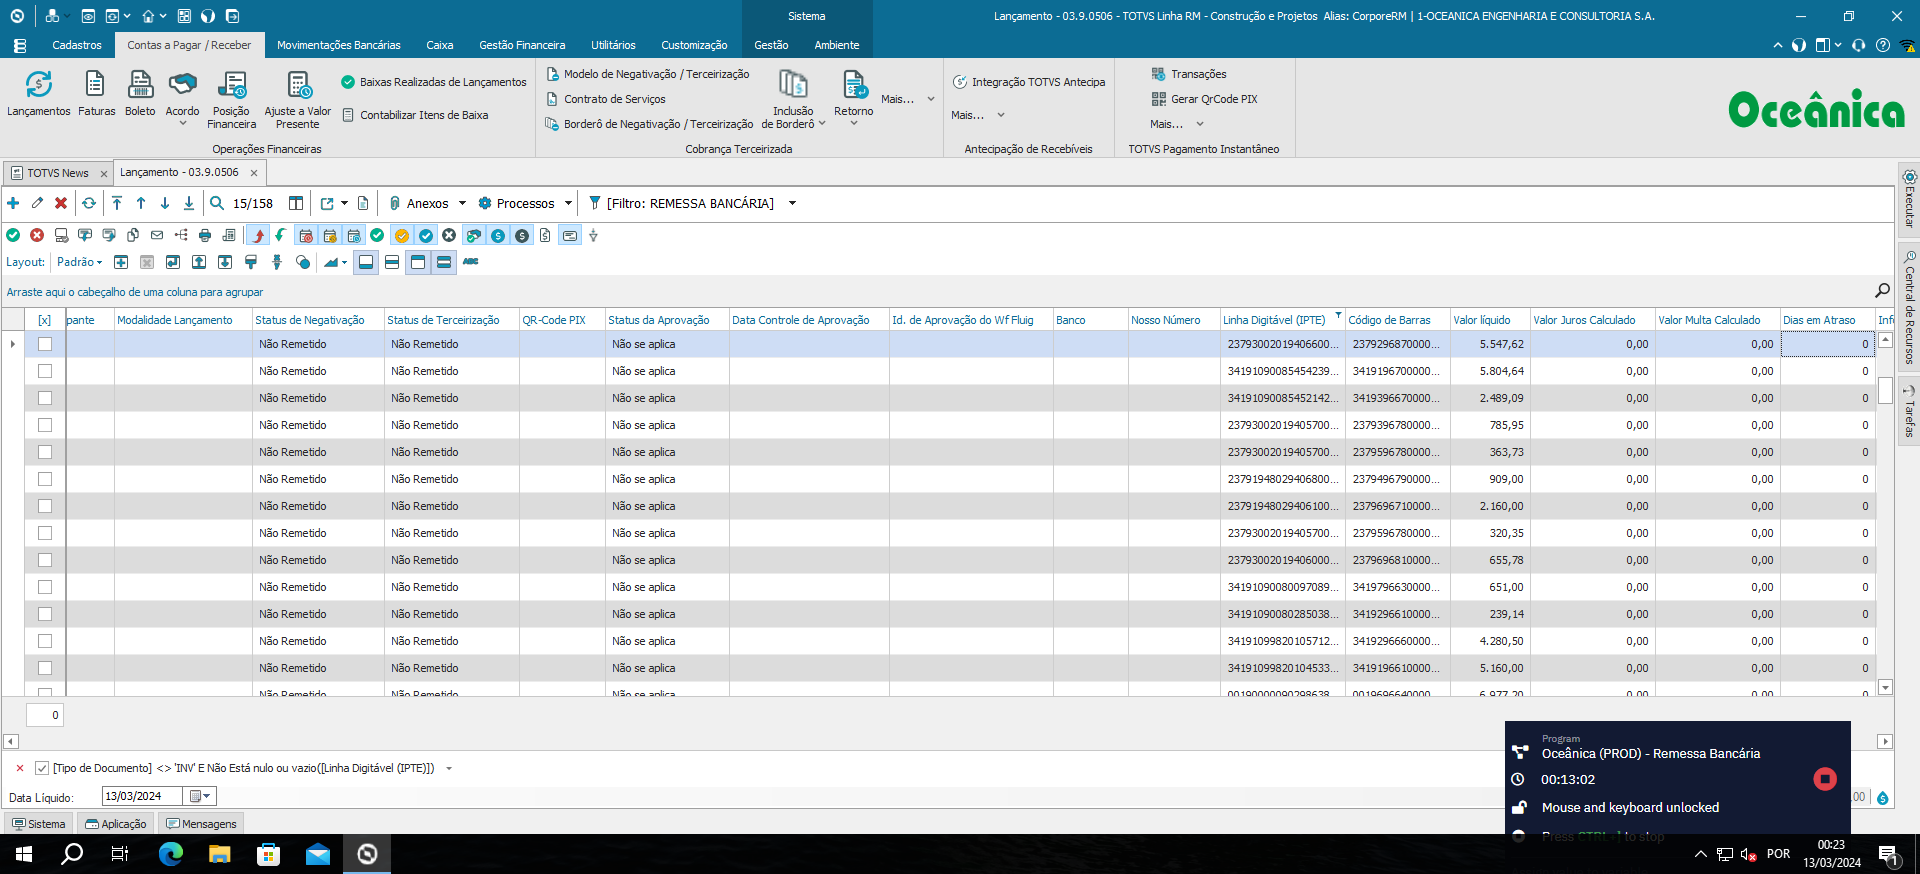 Sistema
Lançamento - 03.9.0506 - TOTVS Linha RM - Construção e Projetos  Alias: CorporeRM | 1-OCEANICA ENGENHARIA E CONSULTORIA S.A.
Cadastros  Contas a Pagar / Receber  Movimentações Bancárias  Caixa  Gestão Financeira  Utilitários  Customização  Gestão  Ambiente
Lançamentos  Faturas  Boleto  Acordo  Posição Financeira  Ajuste a Valor Presente
Baixas Realizadas de Lançamentos
Contabilizar Itens de Baixa
Operações Financeiras
Modelo de Negativação / Terceirização
Contrato de Serviços
Borderô de Negativação / Terceirização
Inclusão de Borderô  Retorno  Mais...
Cobrança Terceirizada
Integração TOTVS Antecipa
Mais...
Antecipação de Recebíveis
Transações
Gerar QrCode PIX
Mais...
TOTVS Pagamento Instantâneo
Oceânica
TOTVS News  Lançamento - 03.9.0506
15/158  Anexos  Processos  [Filtro: REMESSA BANCÁRIA]
Layout:  Padrão  ABC
Arraste aqui o cabeçalho de uma coluna para agrupar
[x]  pante  Modalidade Lançamento  Status de Negativação  Status de Terceirização  QR-Code PIX  Status da Aprovação  Data Controle de Aprovação  Id. de Aprovação do Wf Fluig  Banco  Nosso Número  Linha Digitável (IPTE)  Código de Barras  Valor líquido  Valor Juros Calculado  Valor Multa Calculado  Dias em Atraso  Inf
Não Remetido  Não Remetido  Não se aplica  23793002019406600...  2379296870000...  5.547,62  0,00  0,00  0
Não Remetido  Não Remetido  Não se aplica  34191090085454239...  3419196700000...  5.804,64  0,00  0,00  0
Não Remetido  Não Remetido  Não se aplica  34191090085452142...  3419396670000...  2.489,09  0,00  0,00  0
Não Remetido  Não Remetido  Não se aplica  23793002019405700...  2379396780000...  785,95  0,00  0,00  0
Não Remetido  Não Remetido  Não se aplica  23793002019405700...  2379596780000...  363,73  0,00  0,00  0
Não Remetido  Não Remetido  Não se aplica  23791948029406800...  2379496790000...  909,00  0,00  0,00  0
Não Remetido  Não Remetido  Não se aplica  23791948029406100...  2379696710000...  2.160,00  0,00  0,00  0
Não Remetido  Não Remetido  Não se aplica  23793002019405700...  2379596780000...  320,35  0,00  0,00  0
Não Remetido  Não Remetido  Não se aplica  23793002019406000...  2379696810000...  655,78  0,00  0,00  0
Não Remetido  Não Remetido  Não se aplica  34191090080097089...  3419796630000...  651,00  0,00  0,00  0
Não Remetido  Não Remetido  Não se aplica  34191090080285038...  3419296610000...  239,14  0,00  0,00  0
Não Remetido  Não Remetido  Não se aplica  34191099820105712...  3419296660000...  4.280,50  0,00  0,00  0
Não Remetido  Não Remetido  Não se aplica  34191099820104533...  3419196610000...  5.160,00  0,00  0,00  0
Não Remetido  Não Remetido  Não se aplica  00190000090298638...  0019696640000...  6.977,20  0,00  0,00  0
0
[Tipo de Documento] <> 'INV' E Não Está nulo ou vazio([Linha Digitável (IPTE)])
Data Líquido:  13/03/2024
.00
Sistema  Aplicação  Mensagens
Executar
Central de Recursos
Tarefas
Program
Oceânica (PROD) - Remessa Bancária
00:13:02
Mouse and keyboard unlocked
Press CTRL+] to stop
POR
00:23
13/03/2024
1